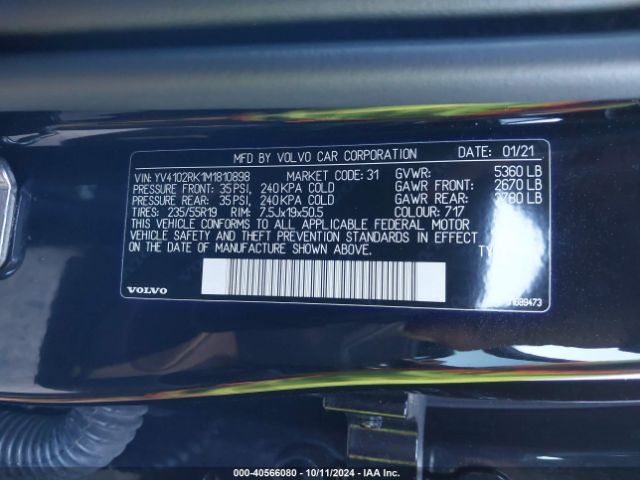 MFD BY VOLVO CAR CORPORATION DATE: 01/21
VIN: YV4102RK1M1810898 MARKET CODE: 31 GVWR: 5360 LB
PRESSURE FRONT: 35 PSI, 240 KPA COLD GAWR FRONT: 2670 LB
PRESSURE REAR: 35 PSI, 240 KPA COLD GAWR REAR: 2780 LB
TIRES: 235/55R19 RIM: 7.5Jx19x50.5 COLOUR: 717
THIS VEHICLE CONFORMS TO ALL APPLICABLE FEDERAL MOTOR
VEHICLE SAFETY AND THEFT PREVENTION STANDARDS IN EFFECT
ON THE DATE OF MANUFACTURE SHOWN ABOVE.
VOLVO
000-40566080 - 10/11/2024 - IAA Inc.